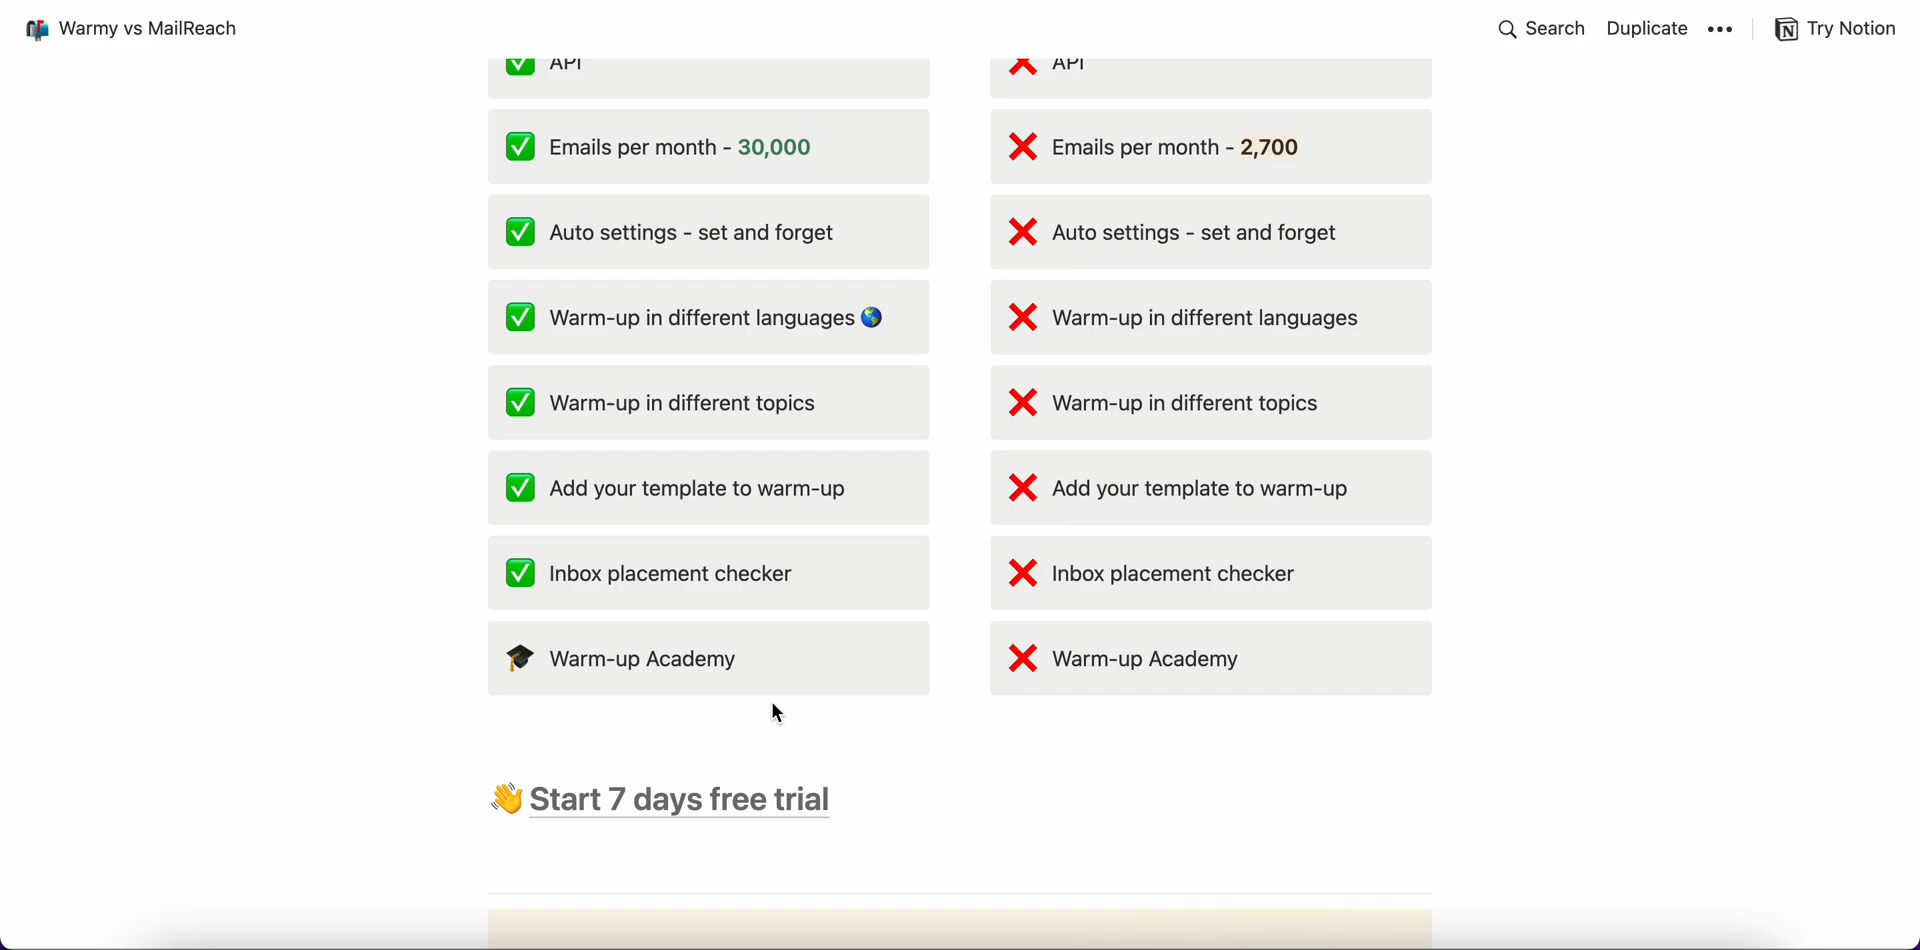 Warmy vs MailReach
Search Duplicate ••• Try Notion
API
API
Emails per month - 30,000
Emails per month - 2,700
Auto settings - set and forget
Auto settings - set and forget
Warm-up in different languages
Warm-up in different languages
Warm-up in different topics
Warm-up in different topics
Add your template to warm-up
Add your template to warm-up
Inbox placement checker
Inbox placement checker
Warm-up Academy
Warm-up Academy
Start 7 days free trial